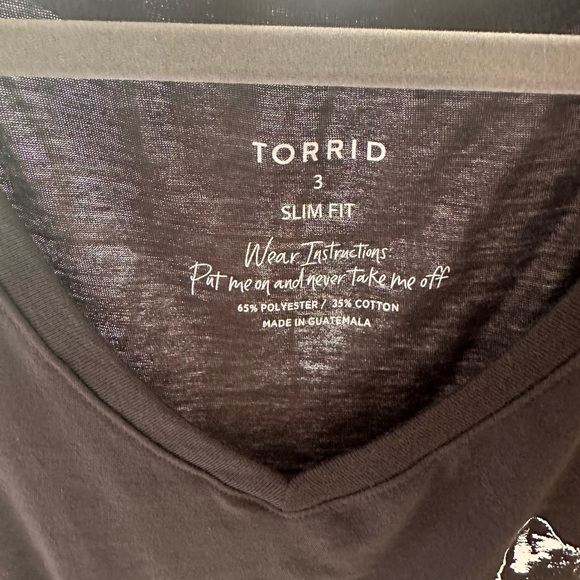 TORRID
3
SLIM FIT
Wear Instructions:
Put me on and never take me off
65% POLYESTER / 35% COTTON
MADE IN GUATEMALA